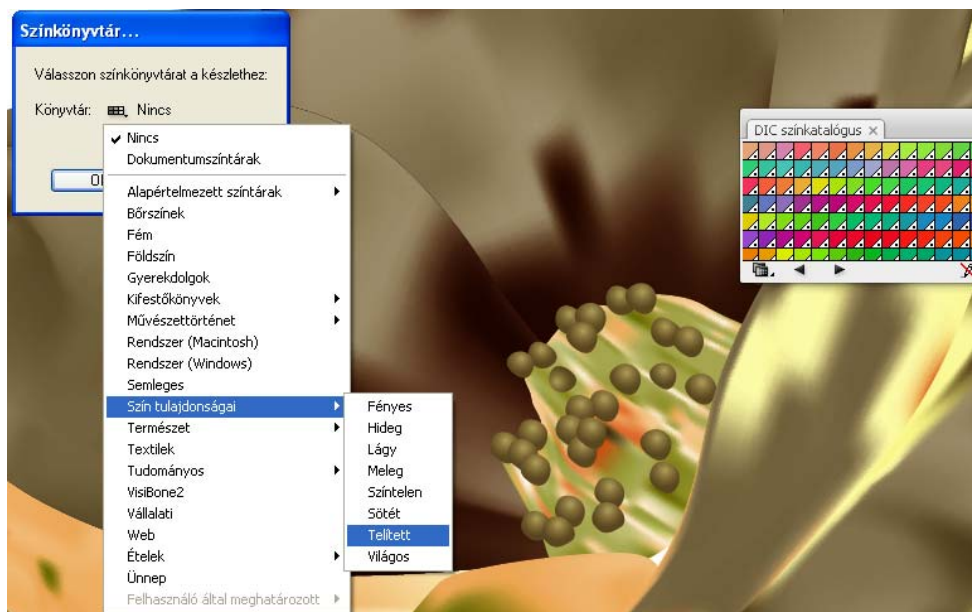 Színkönyvtár...
Válasszon színkönyvtárat a készlethez:
Könyvtár: Nincs
Nincs
Dokumentumszíntárak
Alapértelmezett színtárak
Bőrszínek
Fém
Földszín
Gyerekdolgok
Kifestőkönyvek
Művészettörténet
Rendszer (Macintosh)
Rendszer (Windows)
Semleges
Szín tulajdonságai
Természet
Textilek
Tudományos
VisiBone2
Vállalati
Web
Ételek
Ünnep
Felhasználó által meghatározott
Fényes
Hideg
Lágy
Meleg
Színtelen
Sötét
Telített
Világos
DIC színkatalógus